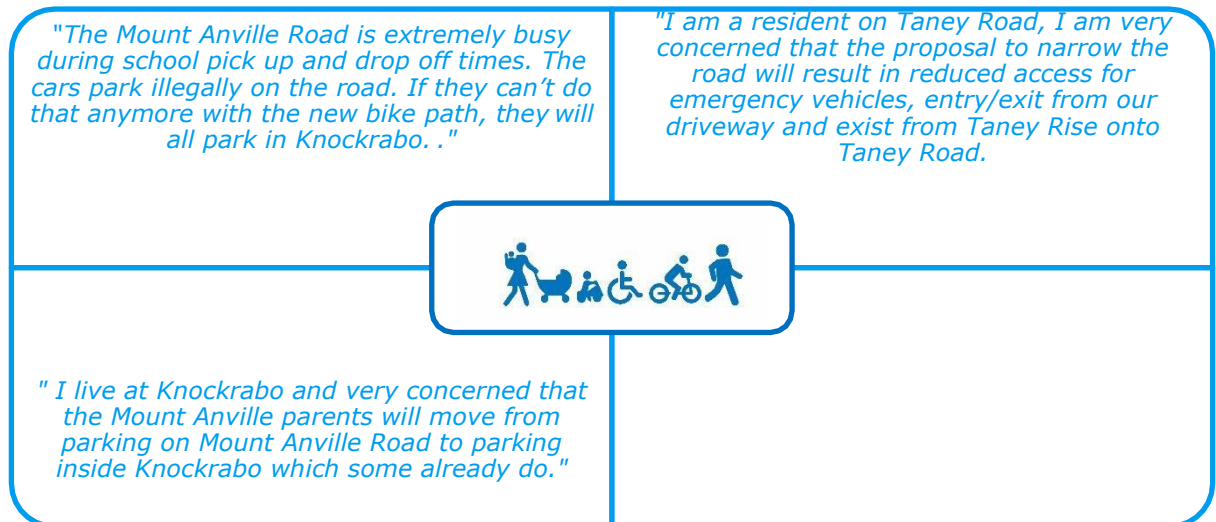 "The Mount Anville Road is extremely busy
during school pick up and drop off times. The
cars park illegally on the road. If they can’t do
that anymore with the new bike path, they will
all park in Knockrabo. ."
"I am a resident on Taney Road, I am very
concerned that the proposal to narrow the
road will result in reduced access for
emergency vehicles, entry/exit from our
driveway and exist from Taney Rise onto
Taney Road.
" I live at Knockrabo and very concerned that
the Mount Anville parents will move from
parking on Mount Anville Road to parking
inside Knockrabo which some already do."